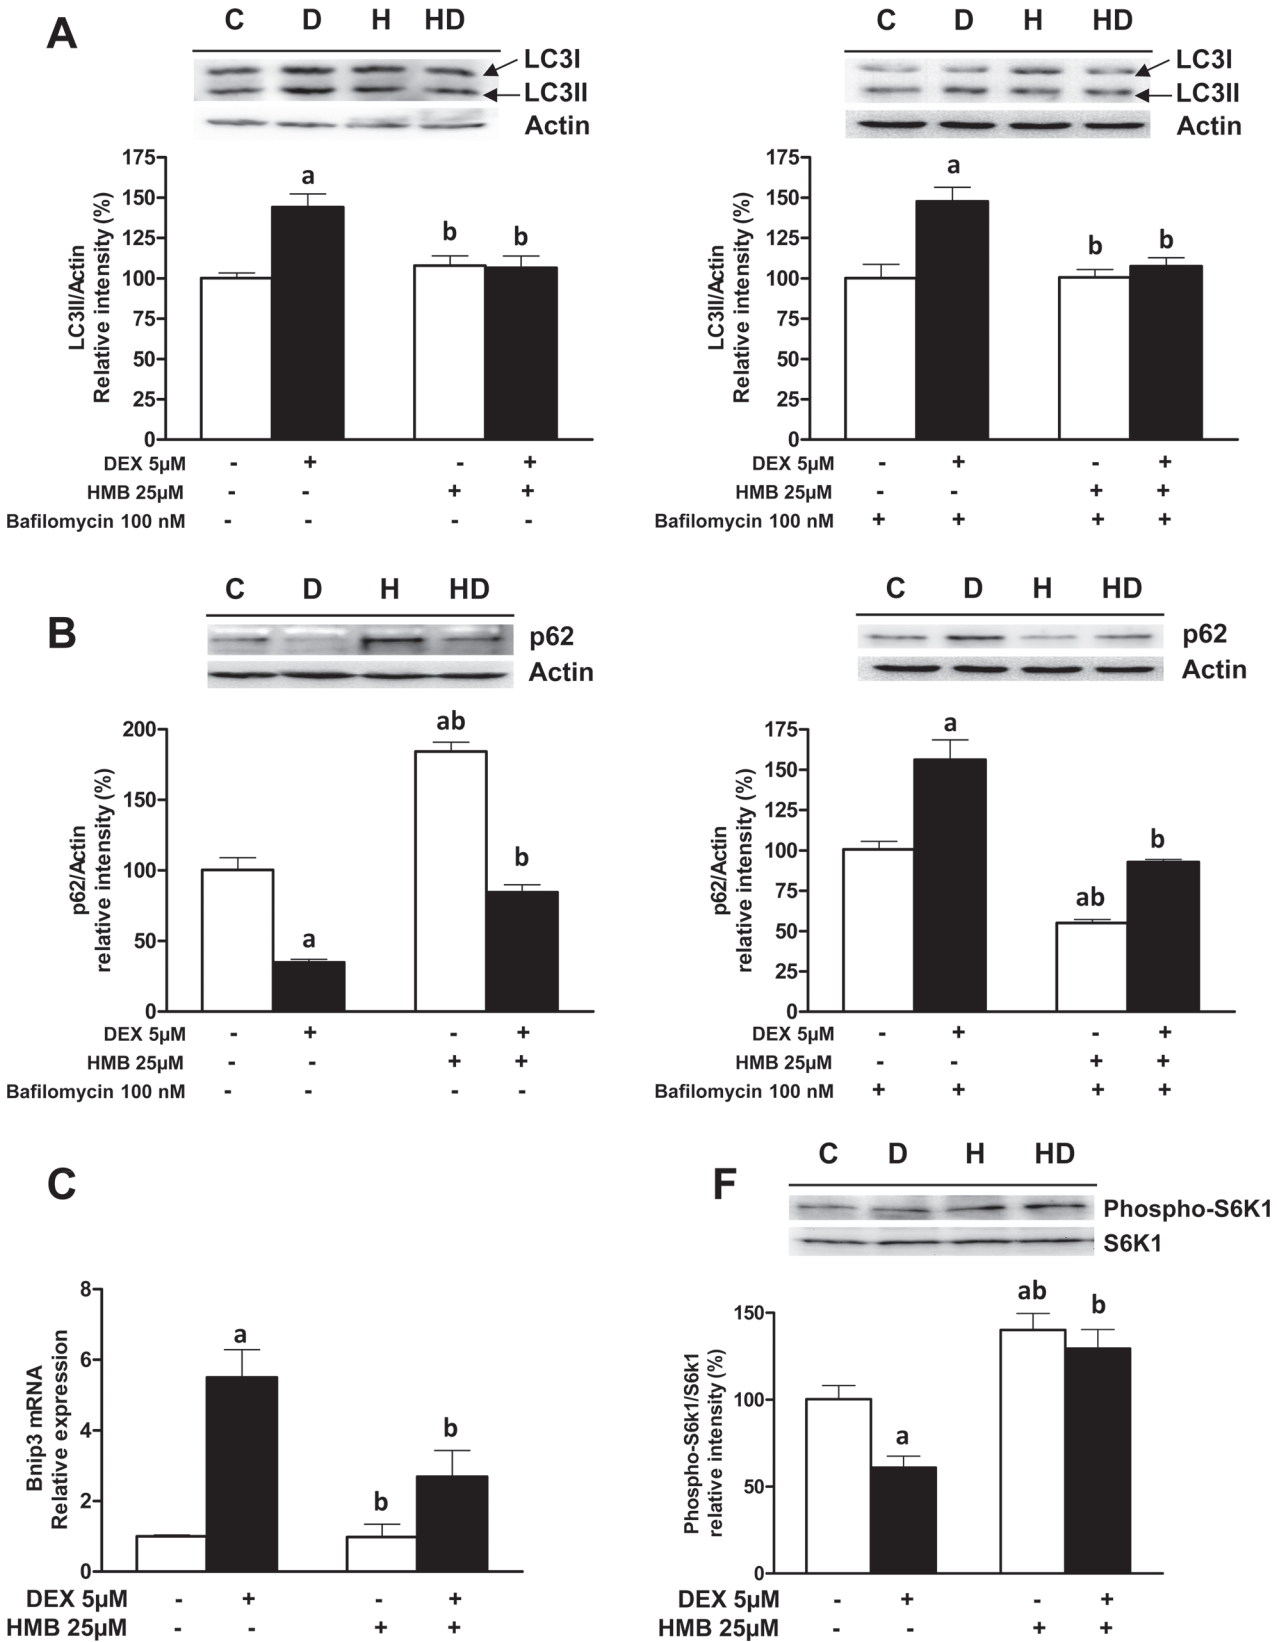 A
C D H HD
LC3I
LC3II
Actin
175
150
125
100
75
50
25
0
LC3II/Actin
Relative intensity (%)
a
b
b
DEX 5µM - + - +
HMB 25µM - - + +
Bafilomycin 100 nM - - - -
C D H HD
LC3I
LC3II
Actin
175
150
125
100
75
50
25
0
LC3II/Actin
Relative intensity (%)
a
b
b
DEX 5µM - + - +
HMB 25µM - - + +
Bafilomycin 100 nM + + + +
B
C D H HD
p62
Actin
200
150
100
50
0
p62/Actin
relative intensity (%)
a
ab
b
DEX 5µM - + - +
HMB 25µM - - + +
Bafilomycin 100 nM - - - -
C D H HD
p62
Actin
175
150
125
100
75
50
25
0
p62/Actin
relative intensity (%)
a
ab
b
DEX 5µM - + - +
HMB 25µM - - + +
Bafilomycin 100 nM + + + +
C
8
6
4
2
0
Bnip3 mRNA
Relative expression
a
b
b
DEX 5µM - + - +
HMB 25µM - - + +
F
C D H HD
Phospho-S6K1
S6K1
150
100
50
0
Phospho-S6k1/S6k1
relative intensity (%)
a
ab
b
DEX 5µM - + - +
HMB 25µM - - + +